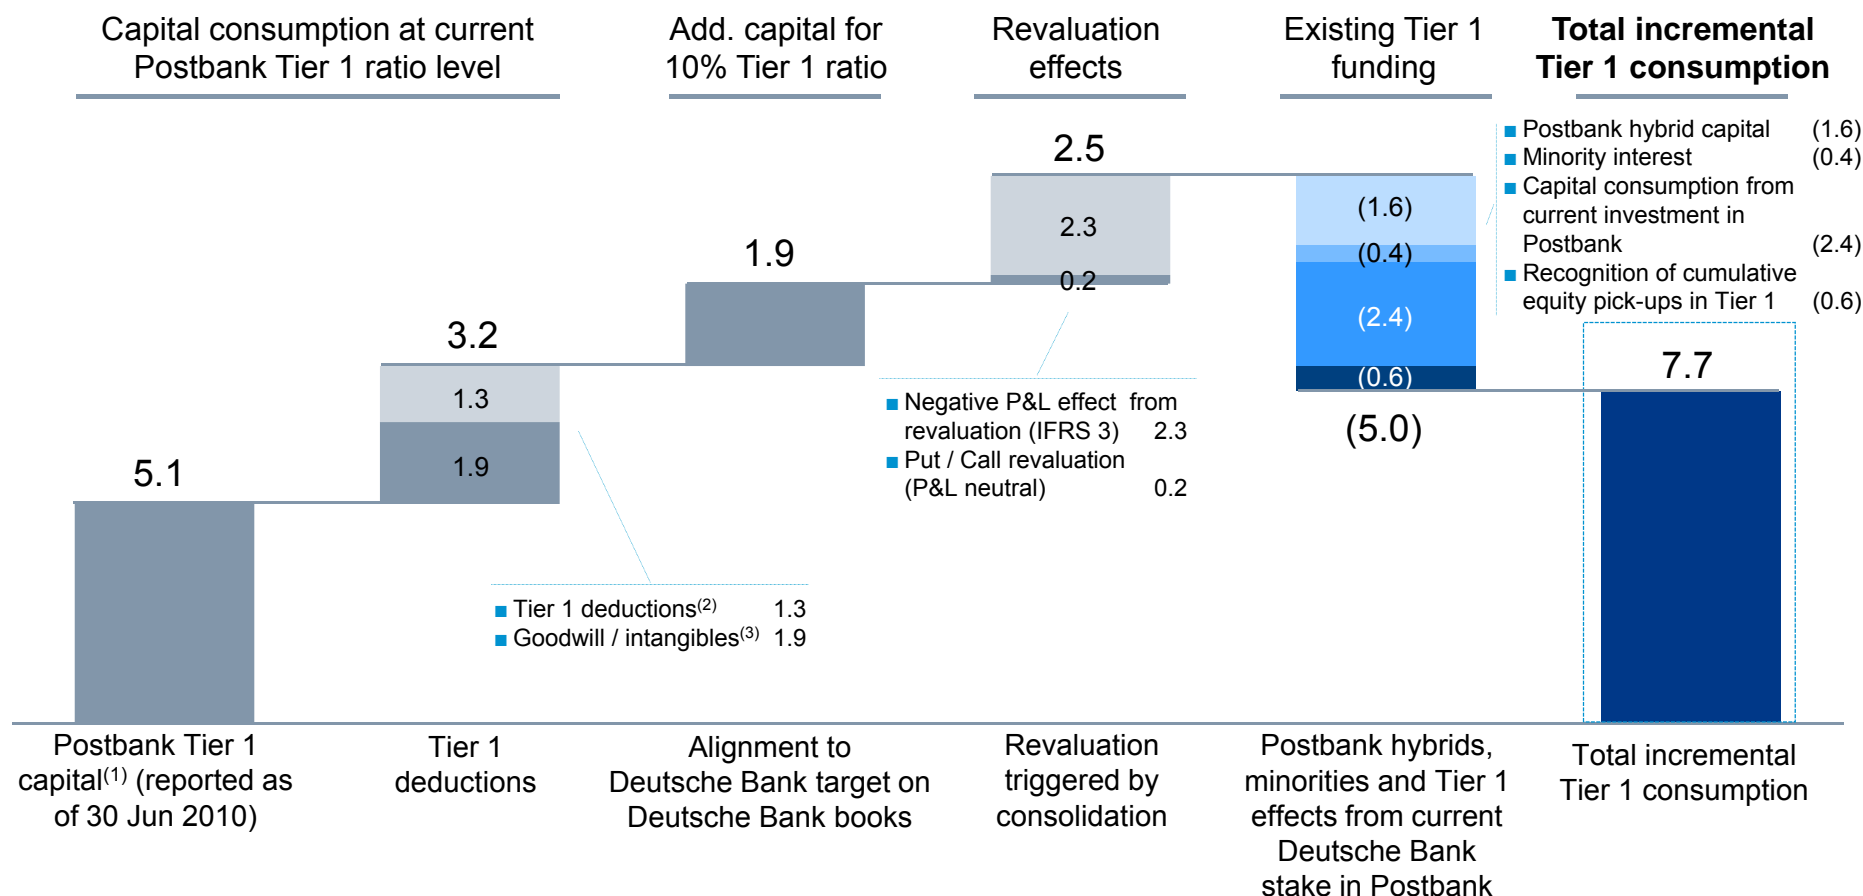 Capital consumption at current
Postbank Tier 1 ratio level
Add. capital for
10% Tier 1 ratio
Revaluation
effects
Existing Tier 1
funding
Total incremental
Tier 1 consumption
5.1
3.2
1.3
1.9
1.9
2.5
2.3
0.2
(1.6)
(0.4)
(2.4)
(0.6)
(5.0)
7.7
■ Postbank hybrid capital (1.6)
■ Minority interest (0.4)
■ Capital consumption from
current investment in
Postbank (2.4)
■ Recognition of cumulative
equity pick-ups in Tier 1 (0.6)
■ Negative P&L effect from
revaluation (IFRS 3) 2.3
■ Put / Call revaluation
(P&L neutral) 0.2
■ Tier 1 deductions(2) 1.3
■ Goodwill / intangibles(3) 1.9
Postbank Tier 1
capital(1) (reported as
of 30 Jun 2010)
Tier 1
deductions
Alignment to
Deutsche Bank target on
Deutsche Bank books
Revaluation
triggered by
consolidation
Postbank hybrids,
minorities and Tier 1
effects from current
Deutsche Bank
stake in Postbank
Total incremental
Tier 1 consumption